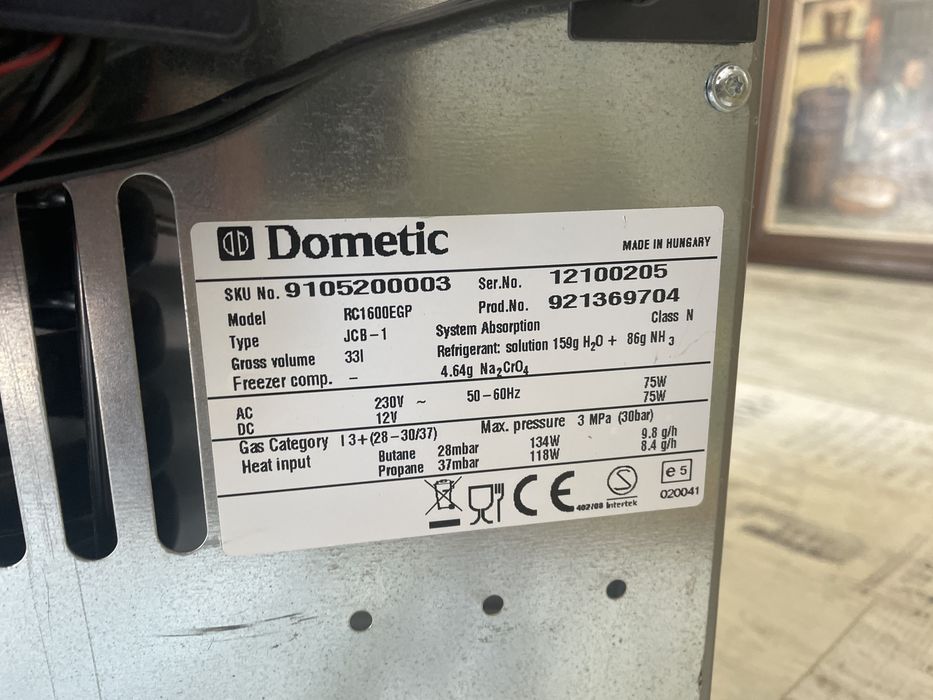 Dometic MADE IN HUNGARY
SKU No. 9105200003 Ser.No. 12100205
Model RC1600EGP Prod.No. 921369704
Type JCB-1 System Absorption Class N
Gross volume 33l Refrigerant: solution 159g H₂O + 86g NH₃
Freezer comp. – 4.64g Na₂CrO₄
AC 230V ~ 50-60Hz 75W
DC 12V 75W
Gas Category I 3+(28-30/37) Max. pressure 3 MPa (30bar)
Heat input Butane 28mbar 134W 9.8 g/h
Propane 37mbar 118W 8.4 g/h
CE S e5
402/08 Intertek 020041